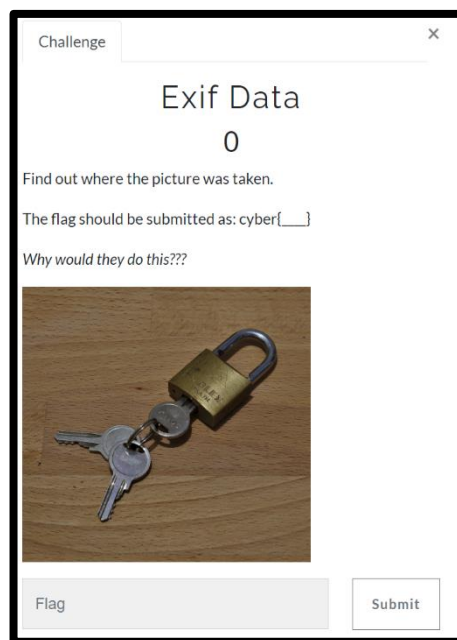 Challenge
×
Exif Data
0
Find out where the picture was taken.
The flag should be submitted as: cyber{___}
Why would they do this???
Flag
Submit